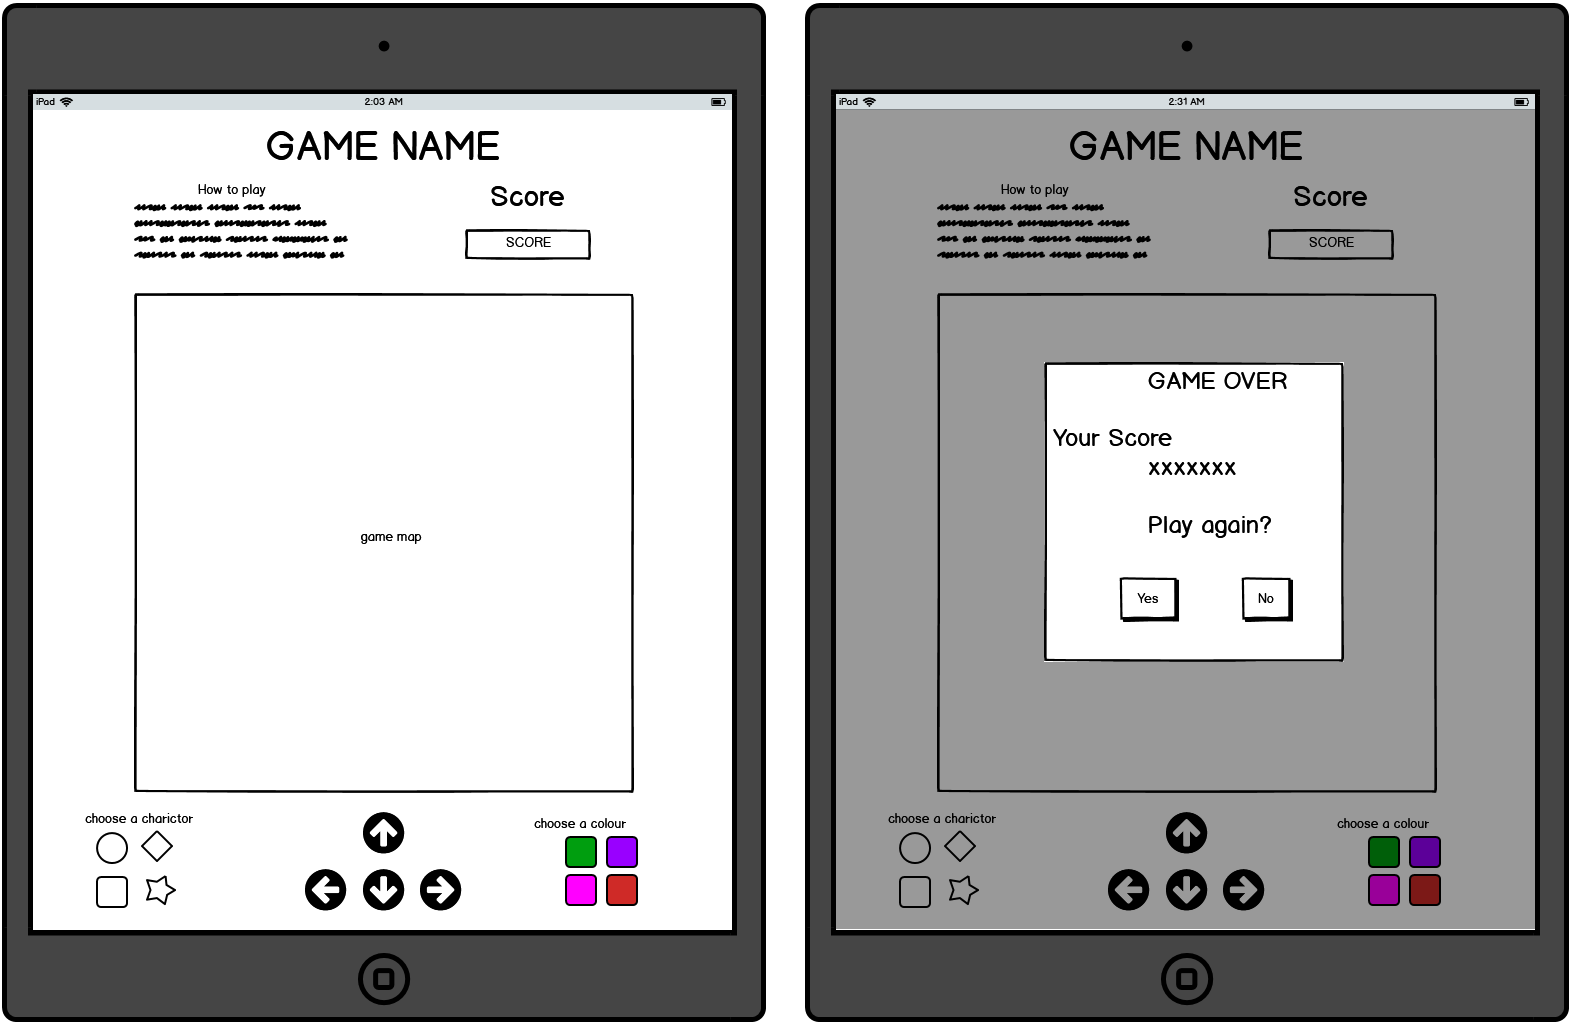 iPad 2:03 AM
GAME NAME
How to play
Score
SCORE
game map
choose a charictor
choose a colour
iPad 2:31 AM
GAME NAME
How to play
Score
SCORE
GAME OVER
Your Score
xxxxxxx
Play again?
Yes No
choose a charictor
choose a colour